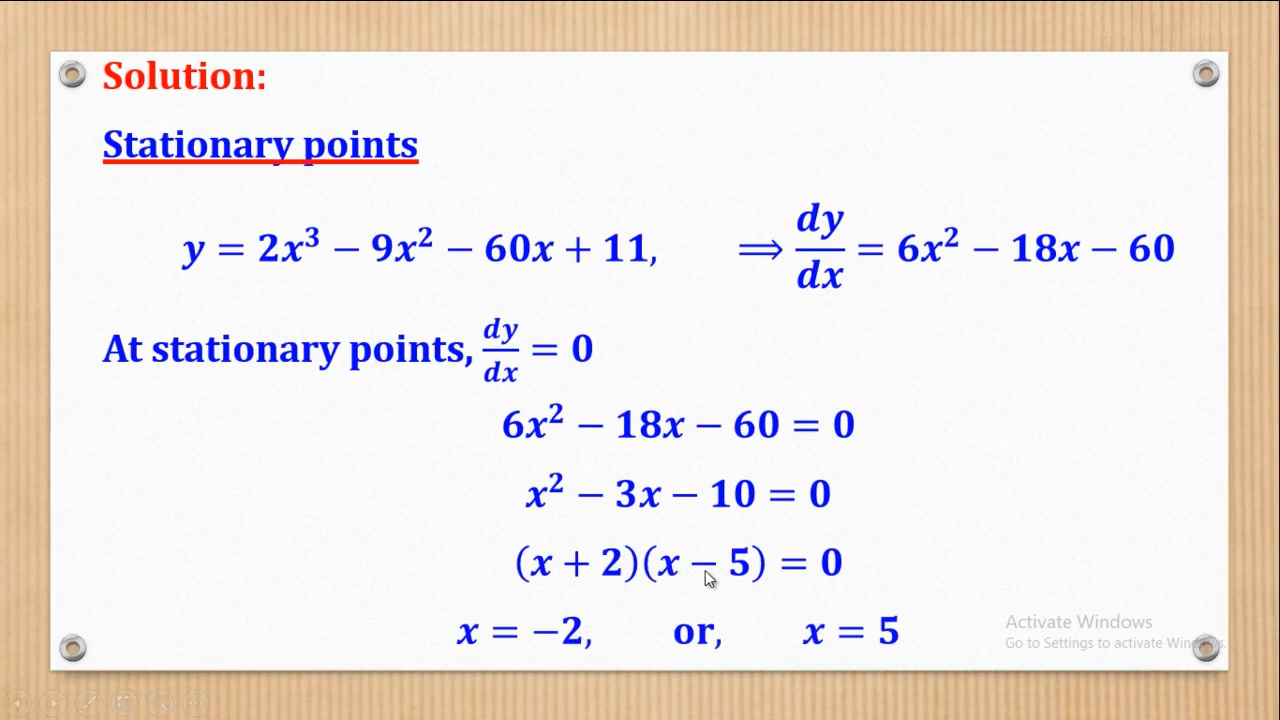 Solution:
Stationary points
y = 2x³ − 9x² − 60x + 11, ⟹ dy/dx = 6x² − 18x − 60
At stationary points, dy/dx = 0
6x² − 18x − 60 = 0
x² − 3x − 10 = 0
(x + 2)(x − 5) = 0
x = −2, or, x = 5
Activate Windows
Go to Settings to activate Windows.